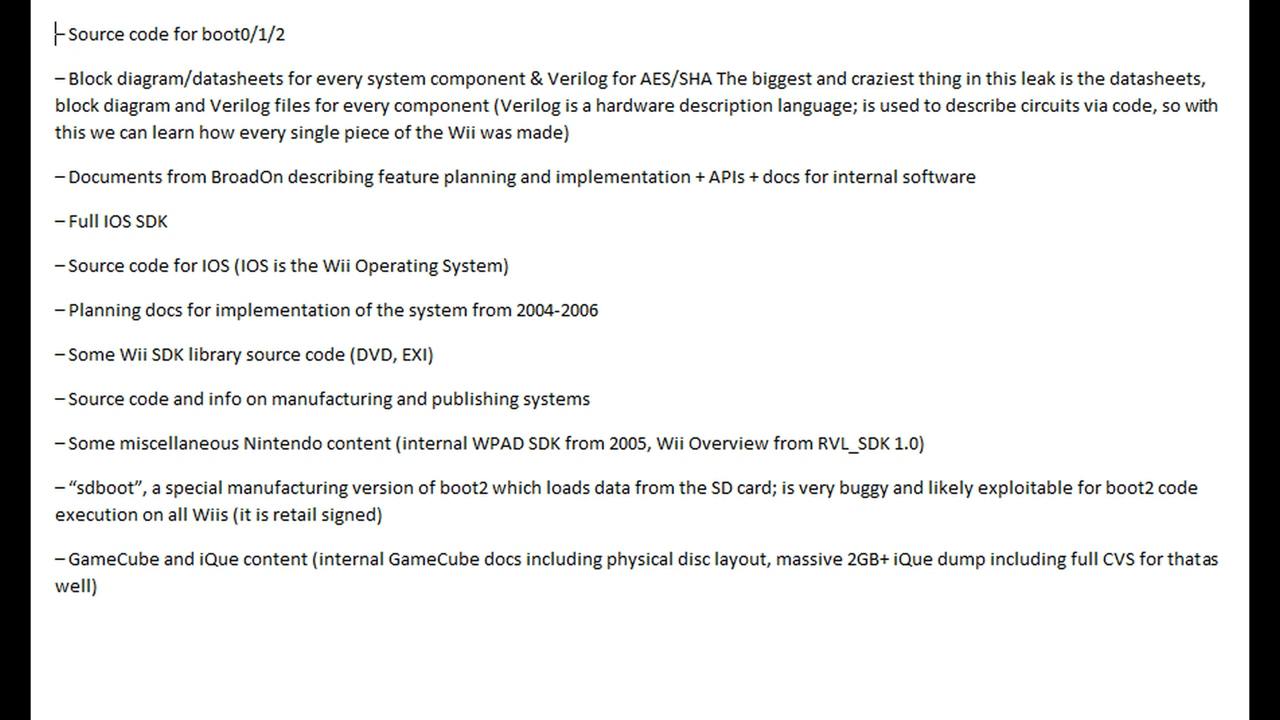 – Source code for boot0/1/2
– Block diagram/datasheets for every system component & Verilog for AES/SHA The biggest and craziest thing in this leak is the datasheets,
block diagram and Verilog files for every component (Verilog is a hardware description language; is used to describe circuits via code, so with
this we can learn how every single piece of the Wii was made)
– Documents from BroadOn describing feature planning and implementation + APIs + docs for internal software
– Full IOS SDK
– Source code for IOS (IOS is the Wii Operating System)
– Planning docs for implementation of the system from 2004-2006
– Some Wii SDK library source code (DVD, EXI)
– Source code and info on manufacturing and publishing systems
– Some miscellaneous Nintendo content (internal WPAD SDK from 2005, Wii Overview from RVL_SDK 1.0)
– “sdboot”, a special manufacturing version of boot2 which loads data from the SD card; is very buggy and likely exploitable for boot2 code
execution on all Wiis (it is retail signed)
– GameCube and iQue content (internal GameCube docs including physical disc layout, massive 2GB+ iQue dump including full CVS for that as
well)